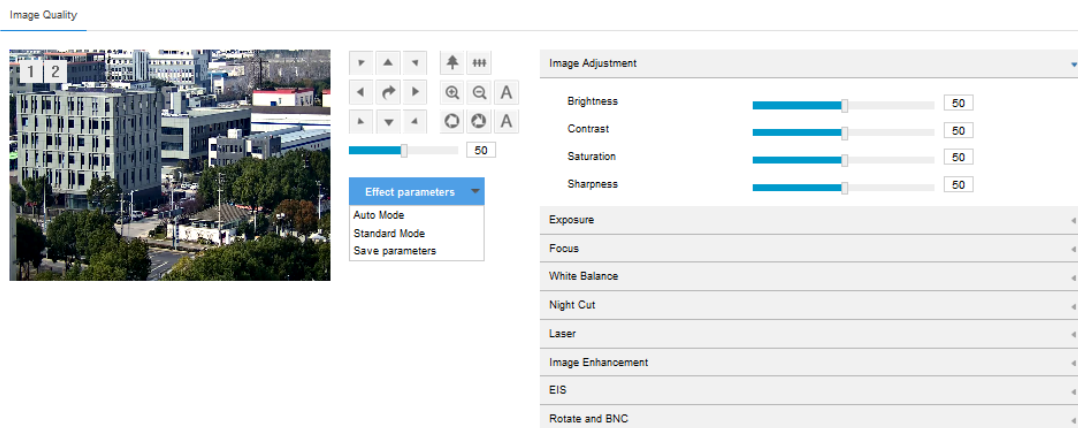 Image Quality
1 2
A
A
50
Effect parameters
Auto Mode
Standard Mode
Save parameters
Image Adjustment
Brightness 50
Contrast 50
Saturation 50
Sharpness 50
Exposure
Focus
White Balance
Night Cut
Laser
Image Enhancement
EIS
Rotate and BNC